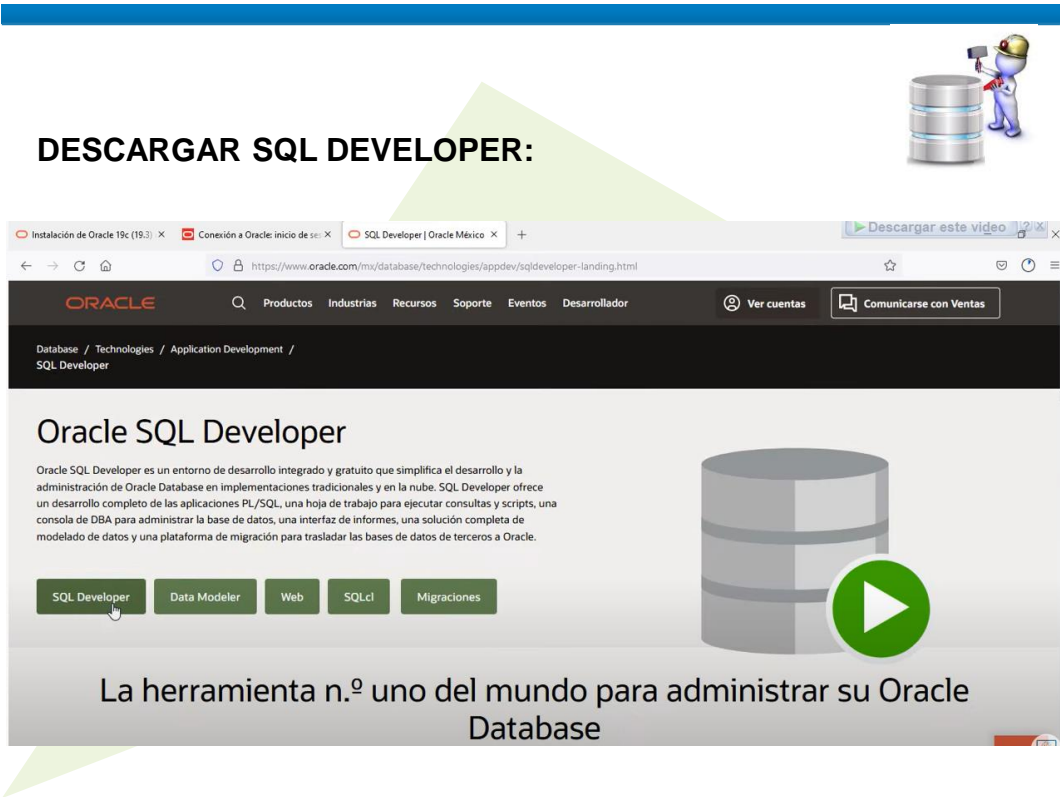 DESCARGAR SQL DEVELOPER:
Instalación de Oracle 19c (19.3)
Conexión a Oracle: inicio de ses
SQL Developer | Oracle México
Descargar este video
https://www.oracle.com/mx/database/technologies/appdev/sqldeveloper-landing.html
ORACLE Productos Industrias Recursos Soporte Eventos Desarrollador Ver cuentas Comunicarse con Ventas
Database / Technologies / Application Development /
SQL Developer
Oracle SQL Developer
Oracle SQL Developer es un entorno de desarrollo integrado y gratuito que simplifica el desarrollo y la
administración de Oracle Database en implementaciones tradicionales y en la nube. SQL Developer ofrece
un desarrollo completo de las aplicaciones PL/SQL, una hoja de trabajo para ejecutar consultas y scripts, una
consola de DBA para administrar la base de datos, una interfaz de informes, una solución completa de
modelado de datos y una plataforma de migración para trasladar las bases de datos de terceros a Oracle.
SQL Developer Data Modeler Web SQLcl Migraciones
La herramienta n.º uno del mundo para administrar su Oracle
Database